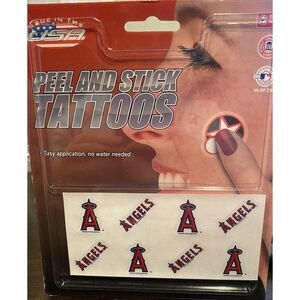 MADE IN THE
USA
PEEL AND STICK
TATTOOS
- Easy application, no water needed
A
ANGELS
A
ANGELS
ANGELS
A
ANGELS
A